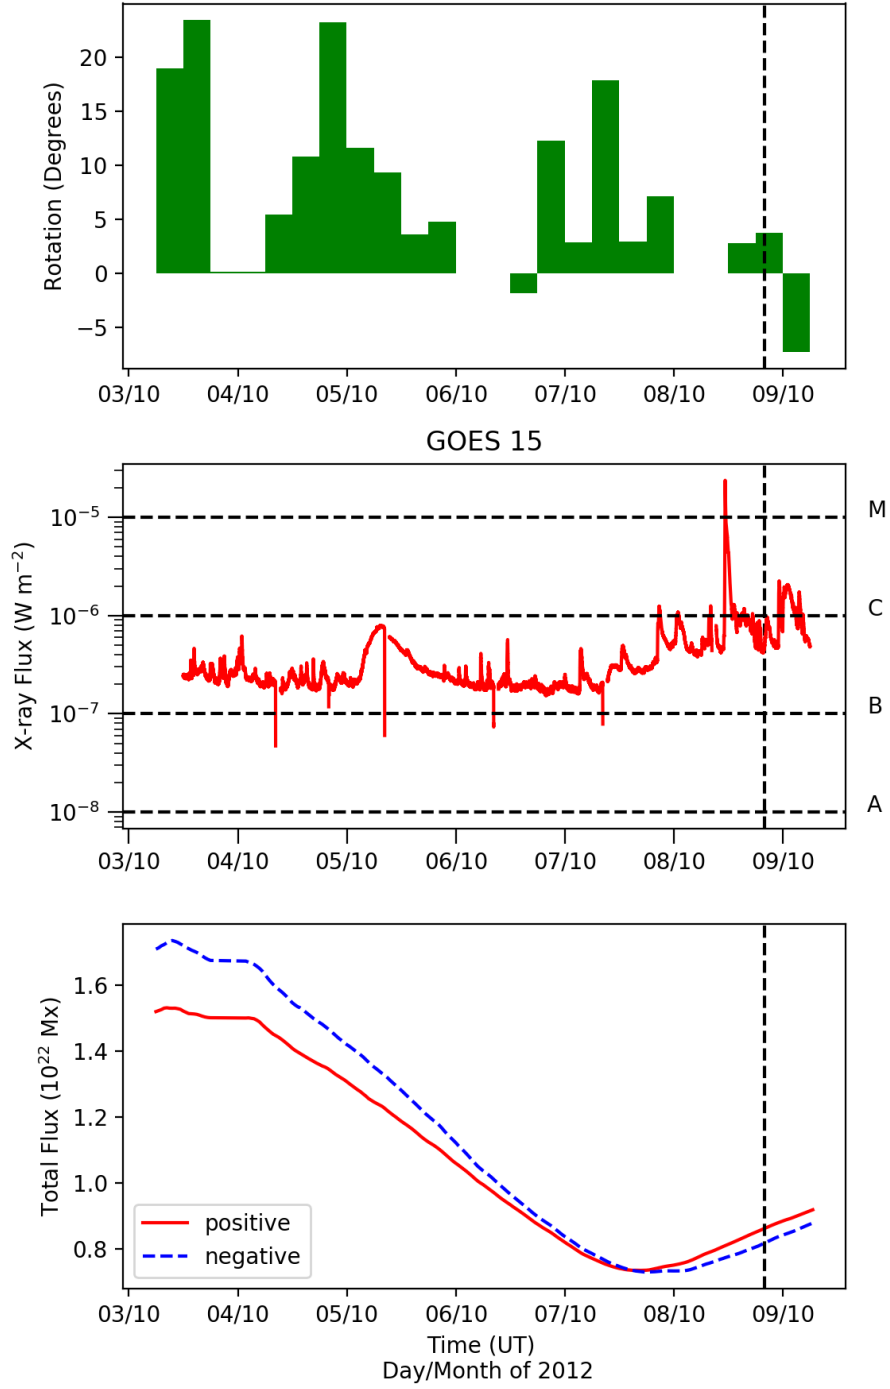 Rotation (Degrees)
20
15
10
5
0
−5
03/10 04/10 05/10 06/10 07/10 08/10 09/10
GOES 15
X-ray Flux (W m⁻²)
10⁻⁵ M
10⁻⁶ C
10⁻⁷ B
10⁻⁸ A
03/10 04/10 05/10 06/10 07/10 08/10 09/10
Total Flux (10²² Mx)
1.6
1.4
1.2
1.0
0.8
positive
negative
03/10 04/10 05/10 06/10 07/10 08/10 09/10
Time (UT)
Day/Month of 2012